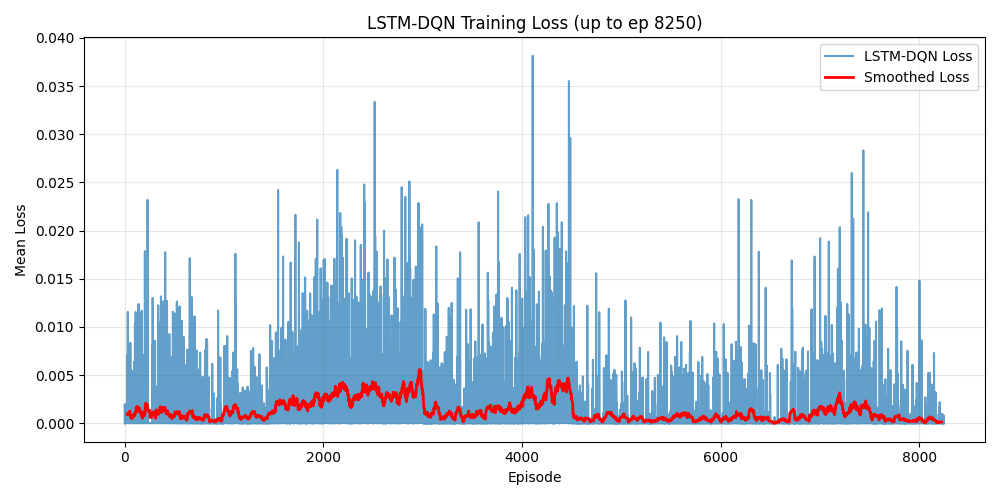 LSTM-DQN Training Loss (up to ep 8250)
LSTM-DQN Loss
Smoothed Loss
Mean Loss
0.040
0.035
0.030
0.025
0.020
0.015
0.010
0.005
0.000
0
2000
4000
6000
8000
Episode